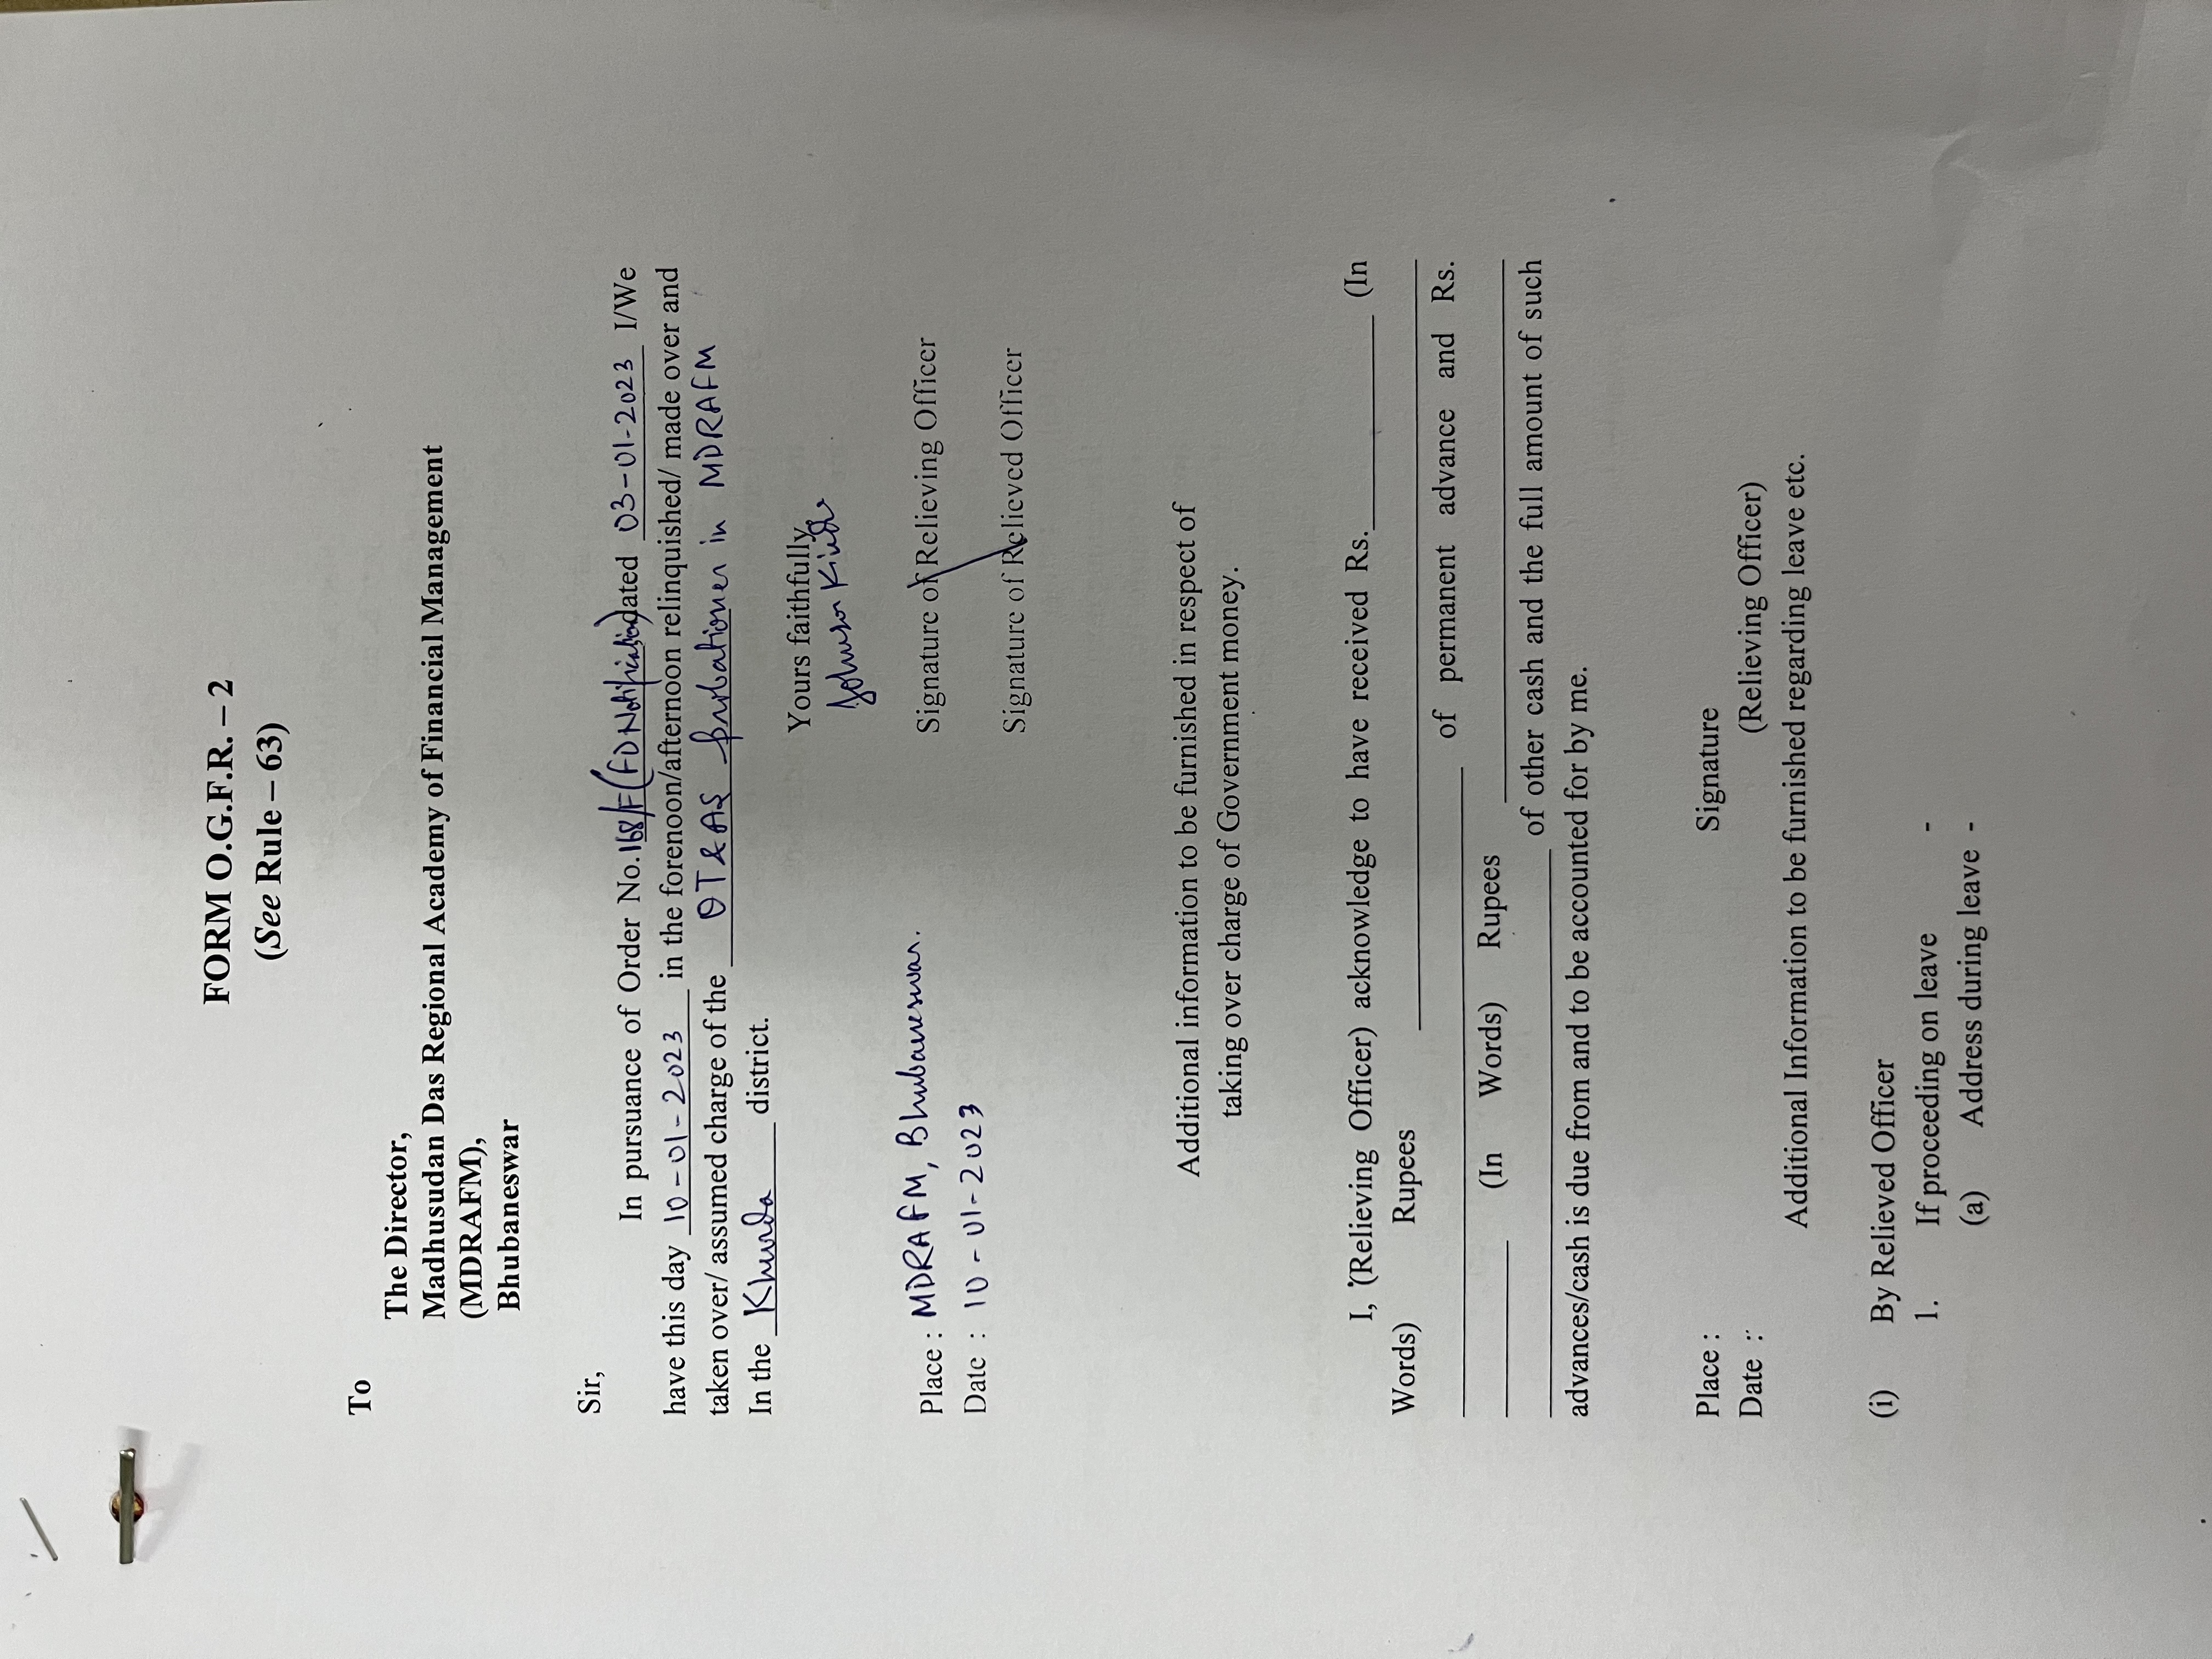 FORM O.G.F.R. – 2
(See Rule – 63)
To
The Director,
Madhusudan Das Regional Academy of Financial Management
(MDRAFM),
Bhubaneswar
Sir,
In pursuance of Order No. 168/F (FD Notification) dated 03-01-2023 I/We
have this day 10-01-2023 in the forenoon/afternoon relinquished/ made over and
taken over/ assumed charge of the OT&AS probationer in MDRAFM
In the Khurda district.
Yours faithfully,
Johnson
Place : MDRAFM, Bhubaneswar.
Signature of Relieving Officer
Date : 10-01-2023
Signature of Relieved Officer
Additional information to be furnished in respect of
taking over charge of Government money.
I, (Relieving Officer) acknowledge to have received Rs.____________ (In
Words) Rupees ____________
____________ of permanent advance and Rs.
____________ (In Words) Rupees ____________
____________ of other cash and the full amount of such
advances/cash is due from and to be accounted for by me.
Place : Signature
Date : (Relieving Officer)
Additional Information to be furnished regarding leave etc.
(i) By Relieved Officer
1. If proceeding on leave -
(a) Address during leave -